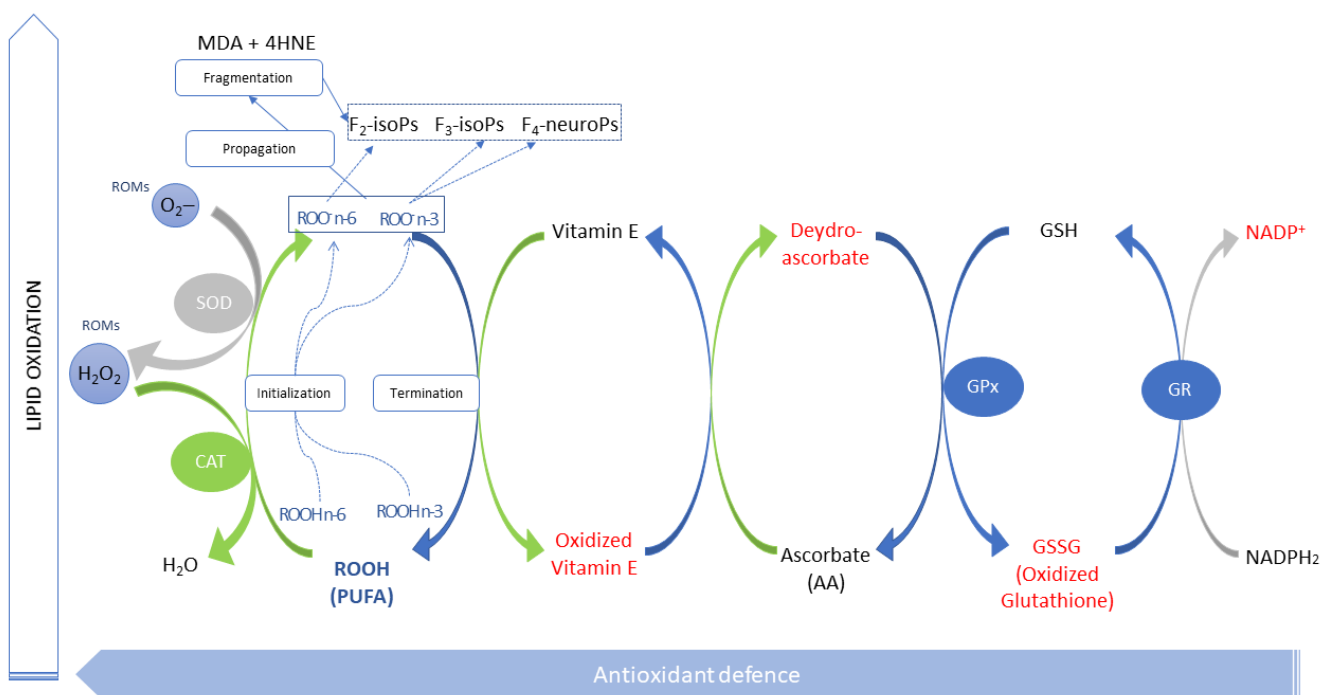 LIPID OXIDATION
MDA + 4HNE
Fragmentation
F₂-isoPs F₃-isoPs F₄-neuroPs
Propagation
ROMs
O₂—
ROO˙n-6 ROO˙n-3
Vitamin E
Deydro-
ascorbate
GSH
NADP⁺
SOD
ROMs
H₂O₂
Initialization
Termination
GPx
GR
CAT
ROOHn-6
ROOHn-3
H₂O
ROOH
(PUFA)
Oxidized
Vitamin E
Ascorbate
(AA)
GSSG
(Oxidized
Glutathione)
NADPH₂
Antioxidant defence